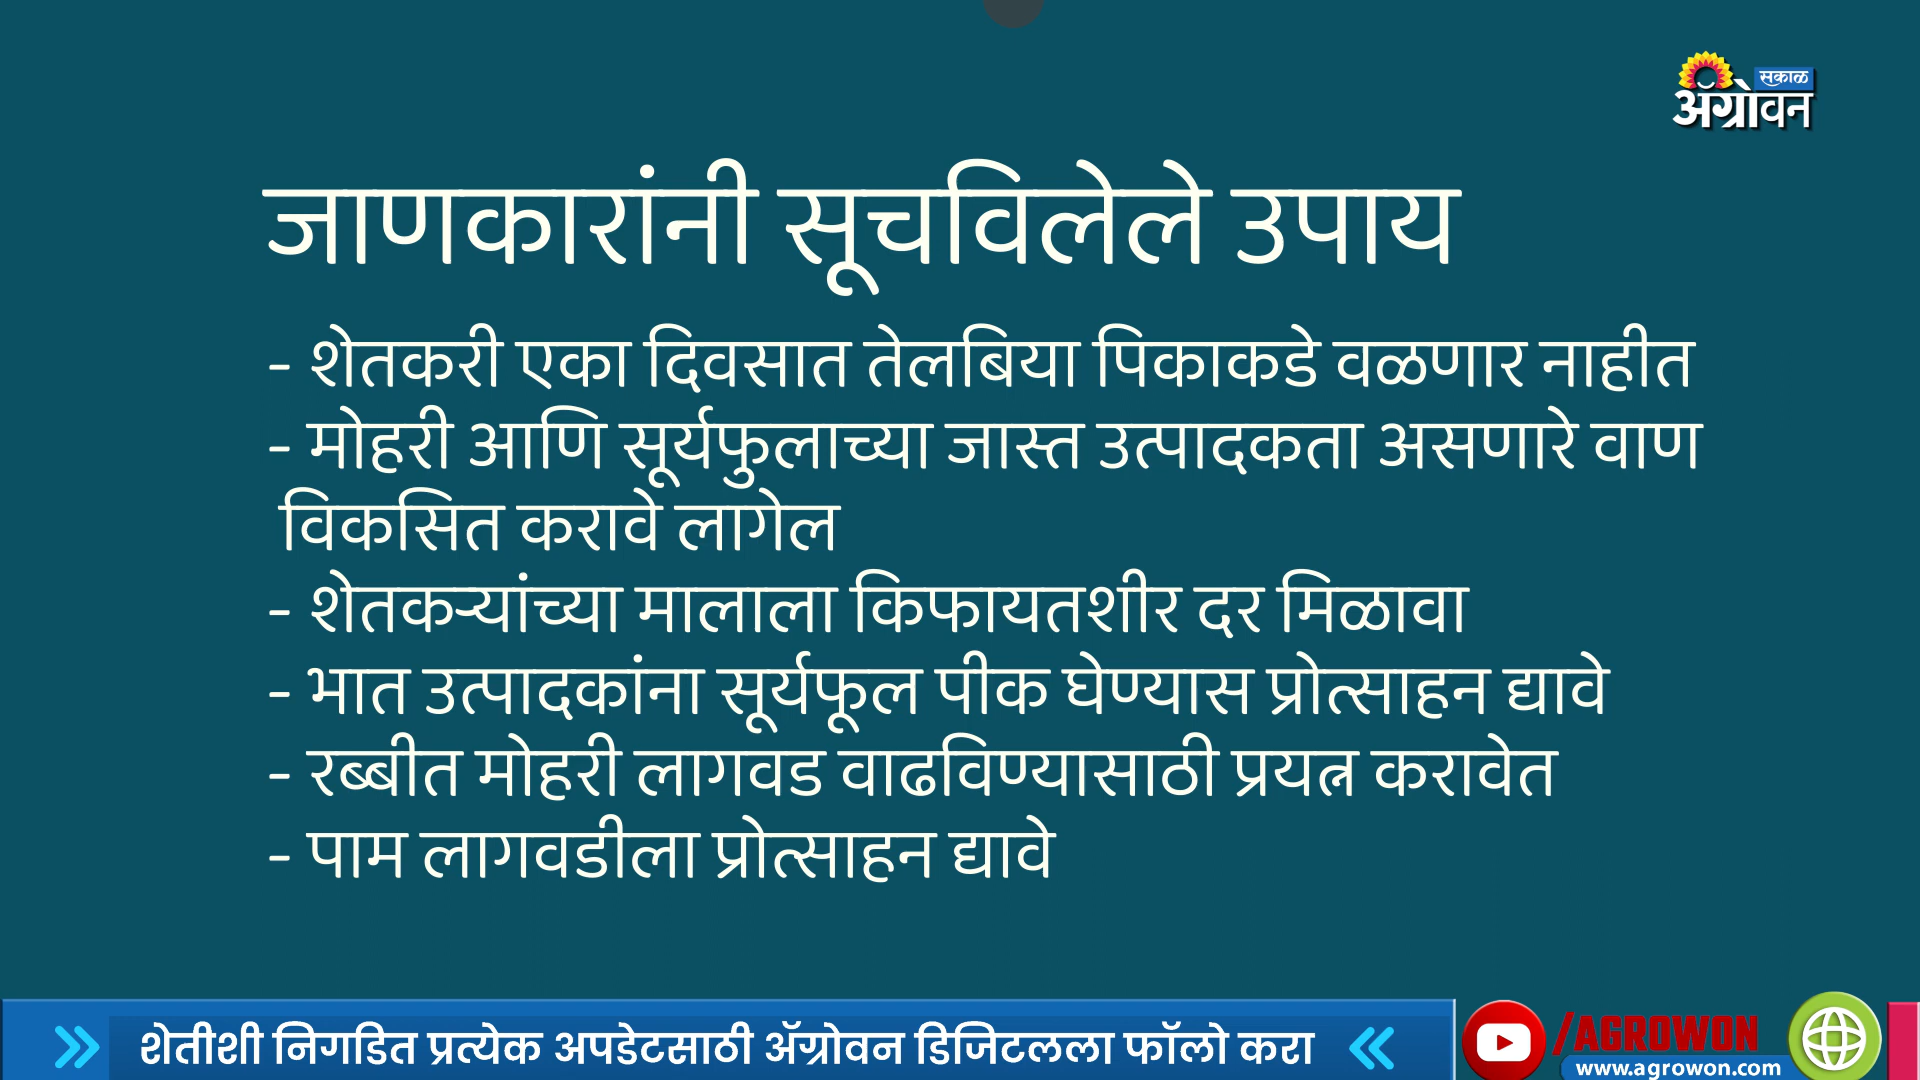 सकाळ
ॲग्रोवन
जाणकारांनी सूचविलेले उपाय
- शेतकरी एका दिवसात तेलबिया पिकाकडे वळणार नाहीत
- मोहरी आणि सूर्यफुलाच्या जास्त उत्पादकता असणारे वाण
विकसित करावे लागेल
- शेतकऱ्यांच्या मालाला किफायतशीर दर मिळावा
- भात उत्पादकांना सूर्यफूल पीक घेण्यास प्रोत्साहन द्यावे
- रब्बीत मोहरी लागवड वाढविण्यासाठी प्रयत्न करावेत
- पाम लागवडीला प्रोत्साहन द्यावे
शेतीशी निगडित प्रत्येक अपडेटसाठी ॲग्रोवन डिजिटलला फॉलो करा
/AGROWON
www.agrowon.com